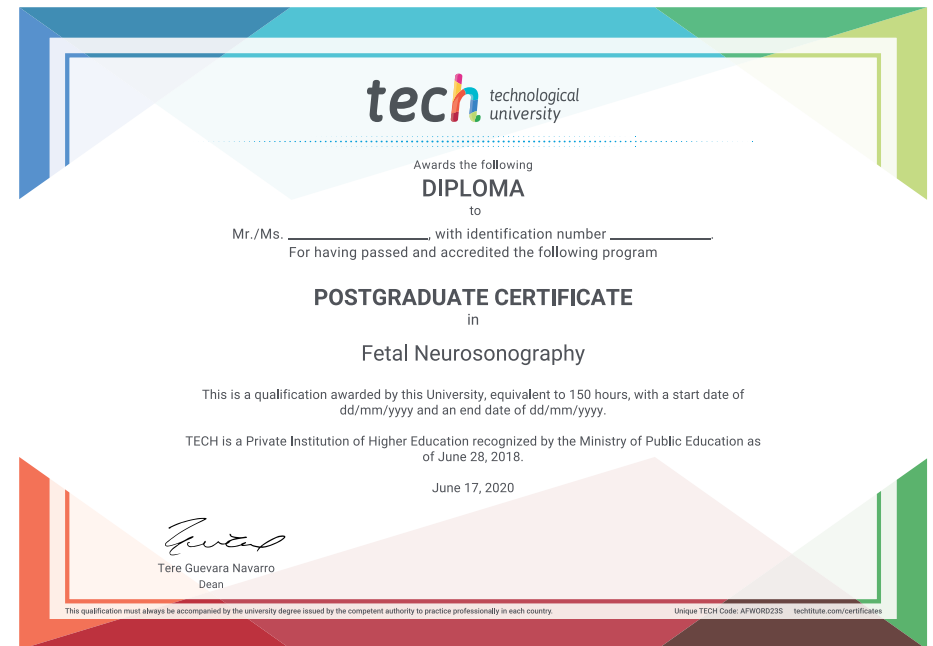 tech technological
university
Awards the following
DIPLOMA
to
Mr./Ms. ____________________, with identification number ______________.
For having passed and accredited the following program
POSTGRADUATE CERTIFICATE
in
Fetal Neurosonography
This is a qualification awarded by this University, equivalent to 150 hours, with a start date of
dd/mm/yyyy and an end date of dd/mm/yyyy.
TECH is a Private Institution of Higher Education recognized by the Ministry of Public Education as
of June 28, 2018.
June 17, 2020
Tere Guevara Navarro
Dean
This qualification must always be accompanied by the university degree issued by the competent authority to practice professionally in each country. Unique TECH Code: AFWORD23S techtitute.com/certificates